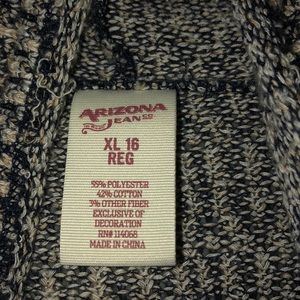 ARIZONA
JEAN CO
XL 16
REG
55% POLYESTER
42% COTTON
3% OTHER FIBER
EXCLUSIVE OF
DECORATION
RN# 114068
MADE IN CHINA